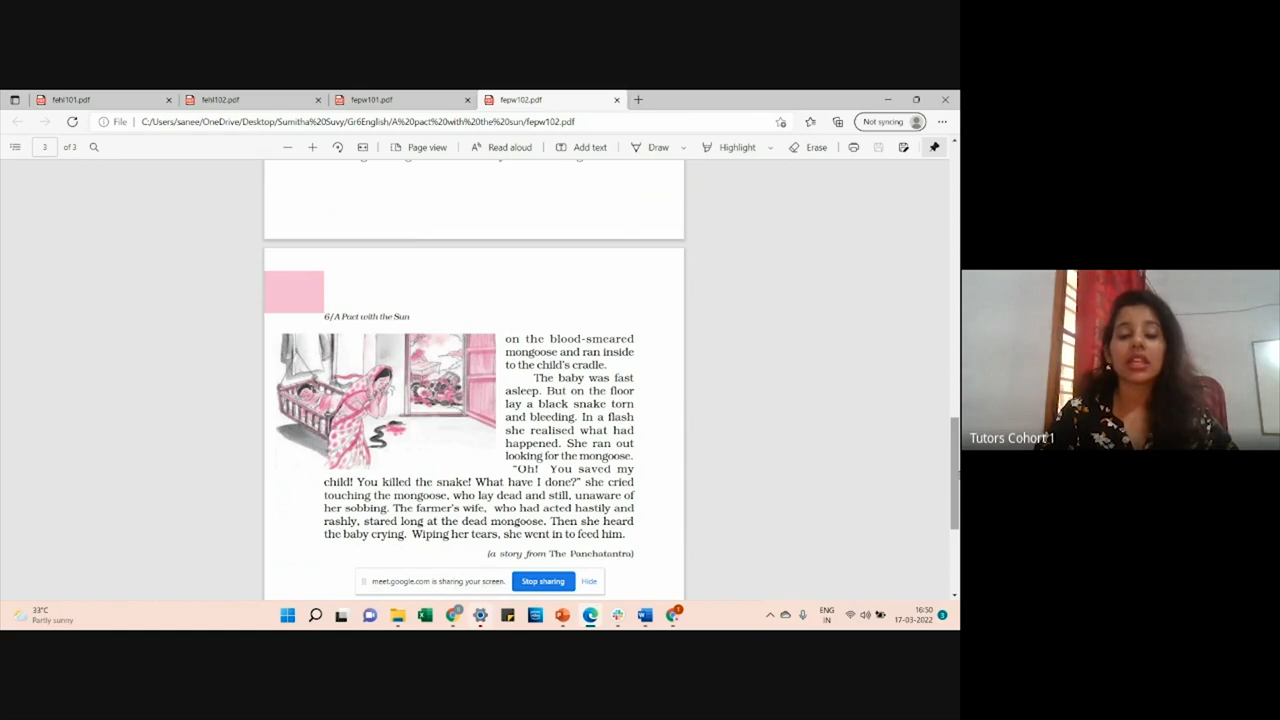 fehl101.pdf
fehl102.pdf
fepw101.pdf
fepw102.pdf
File
C:/Users/sanee/OneDrive/Desktop/Sumitha%20Suvy/Gr6English/A%20pact%20with%20the%20sun/fepw102.pdf
Not syncing
3 of 3
Page view
Read aloud
Add text
Draw
Highlight
Erase
6/A Pact with the Sun
on the blood-smeared
mongoose and ran inside
to the child's cradle.
The baby was fast
asleep. But on the floor
lay a black snake torn
and bleeding. In a flash
she realised what had
happened. She ran out
looking for the mongoose.
"Oh! You saved my
child! You killed the snake! What have I done?" she cried
touching the mongoose, who lay dead and still, unaware of
her sobbing. The farmer's wife, who had acted hastily and
rashly, stared long at the dead mongoose. Then she heard
the baby crying. Wiping her tears, she went in to feed him.
(a story from The Panchatantra)
meet.google.com is sharing your screen.
Stop sharing
Hide
Tutors Cohort 1
33°C
Partly sunny
ENG
IN
16:50
17-03-2022
3